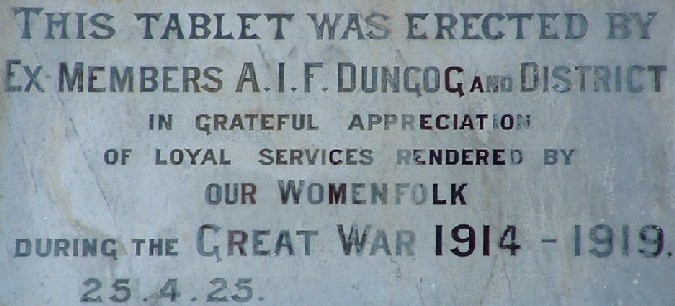 THIS TABLET WAS ERECTED BY
EX-MEMBERS A.I.F. DUNGOG AND DISTRICT
IN GRATEFUL APPRECIATION
OF LOYAL SERVICES RENDERED BY
OUR WOMENFOLK
DURING THE GREAT WAR 1914 - 1919.
25.4.25.